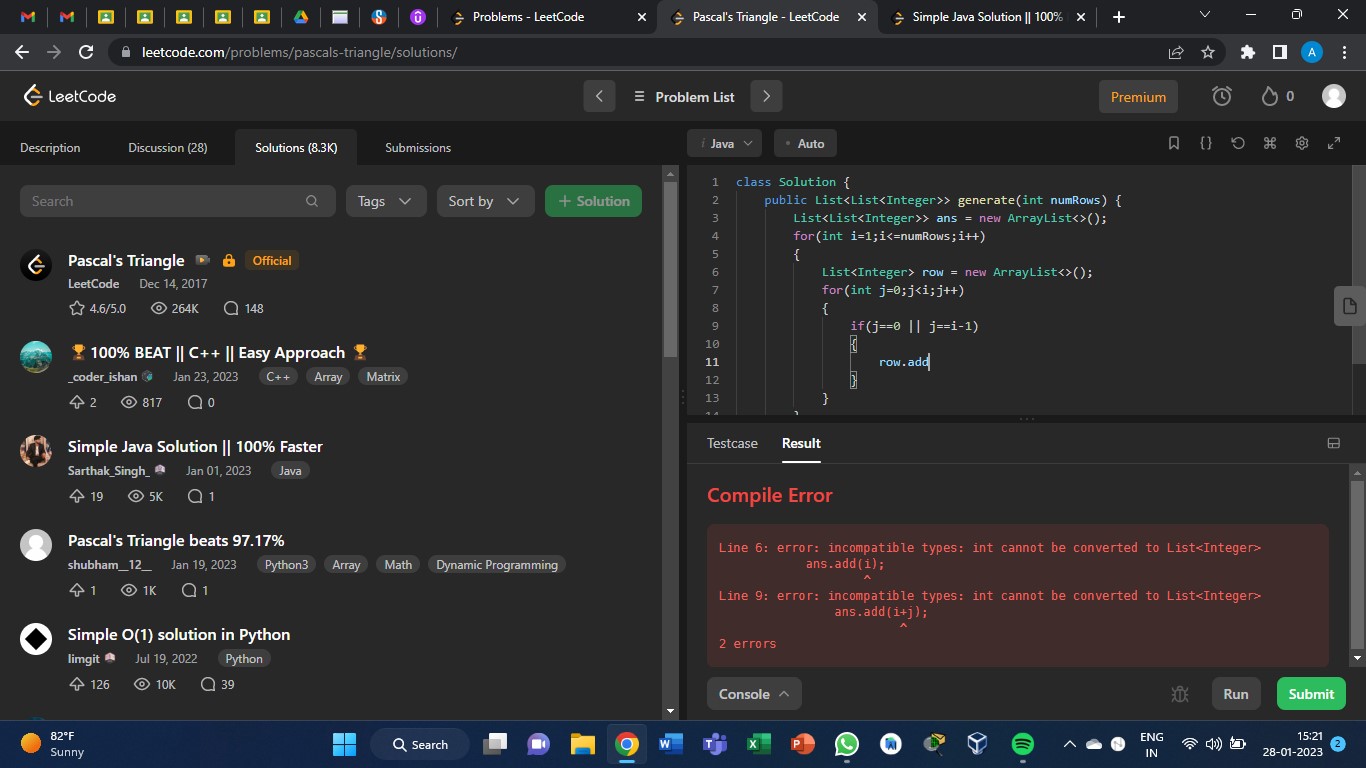 Problems - LeetCode
Pascal's Triangle - LeetCode
Simple Java Solution || 100%
leetcode.com/problems/pascals-triangle/solutions/
A
LeetCode
Problem List
Premium
0
Description
Discussion (28)
Solutions (8.3K)
Submissions
i Java
Auto
Search
Tags
Sort by
+ Solution
Pascal's Triangle
Official
LeetCode Dec 14, 2017
4.6/5.0 264K 148
🏆 100% BEAT || C++ || Easy Approach 🏆
_coder_ishan Jan 23, 2023 C++ Array Matrix
2 817 0
Simple Java Solution || 100% Faster
Sarthak_Singh_ Jan 01, 2023 Java
19 5K 1
Pascal's Triangle beats 97.17%
shubham__12__ Jan 19, 2023 Python3 Array Math Dynamic Programming
1 1K 1
Simple O(1) solution in Python
limgit Jul 19, 2022 Python
126 10K 39
1 class Solution {
2 public List<List<Integer>> generate(int numRows) {
3 List<List<Integer>> ans = new ArrayList<>();
4 for(int i=1;i<=numRows;i++)
5 {
6 List<Integer> row = new ArrayList<>();
7 for(int j=0;j<i;j++)
8 {
9 if(j==0 || j==i-1)
10 {
11 row.add
12 }
13 }
14 }
Testcase
Result
Compile Error
Line 6: error: incompatible types: int cannot be converted to List<Integer>
ans.add(i);
^
Line 9: error: incompatible types: int cannot be converted to List<Integer>
ans.add(i+j);
^
2 errors
Console
Run
Submit
82°F
Sunny
Search
ENG
IN
15:21
28-01-2023
2